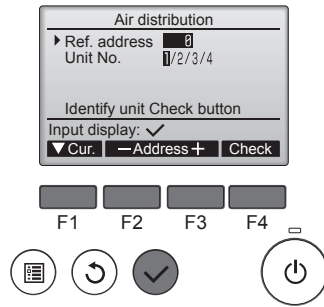 Air distribution
▶ Ref. address 0
Unit No. 1/2/3/4
Identify unit Check button
Input display: ✓
▼ Cur. −Address+ Check
F1 F2 F3 F4